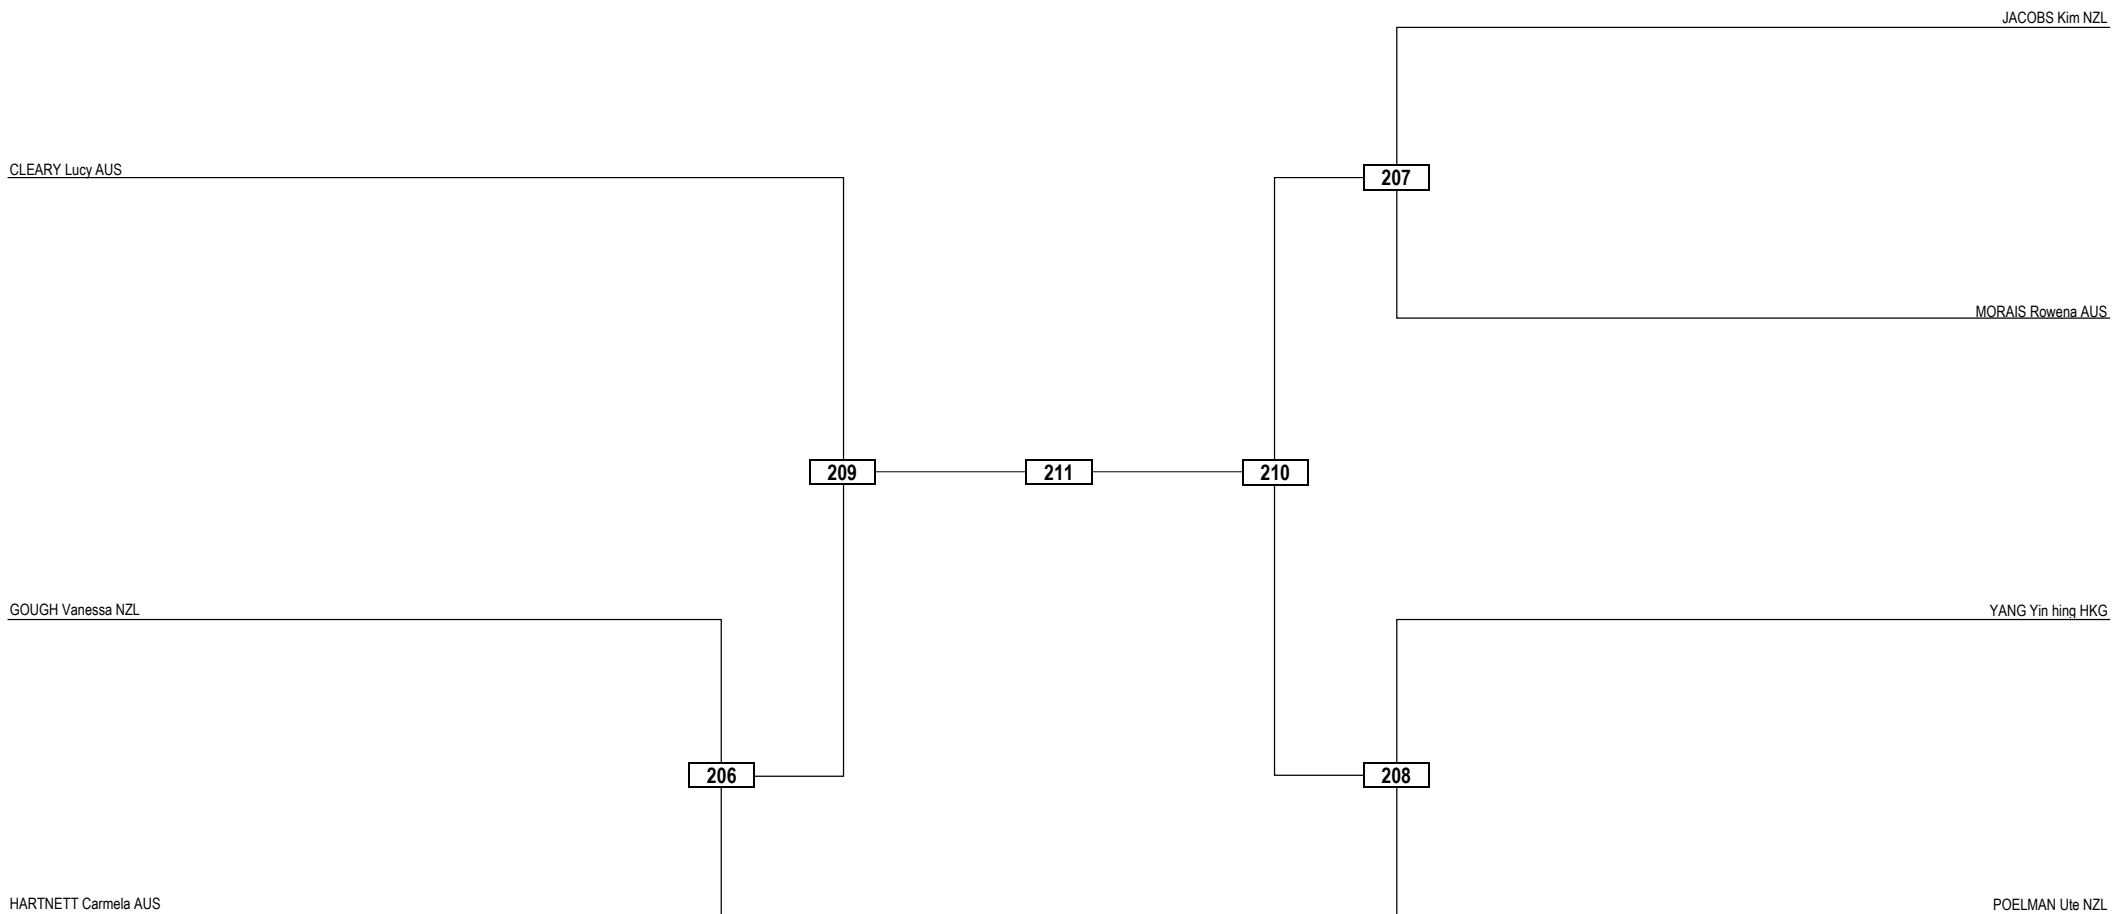 JACOBS Kim NZL
CLEARY Lucy AUS
207
MORAIS Rowena AUS
209
211
210
GOUGH Vanessa NZL
YANG Yin hing HKG
206
208
HARTNETT Carmela AUS
POELMAN Ute NZL